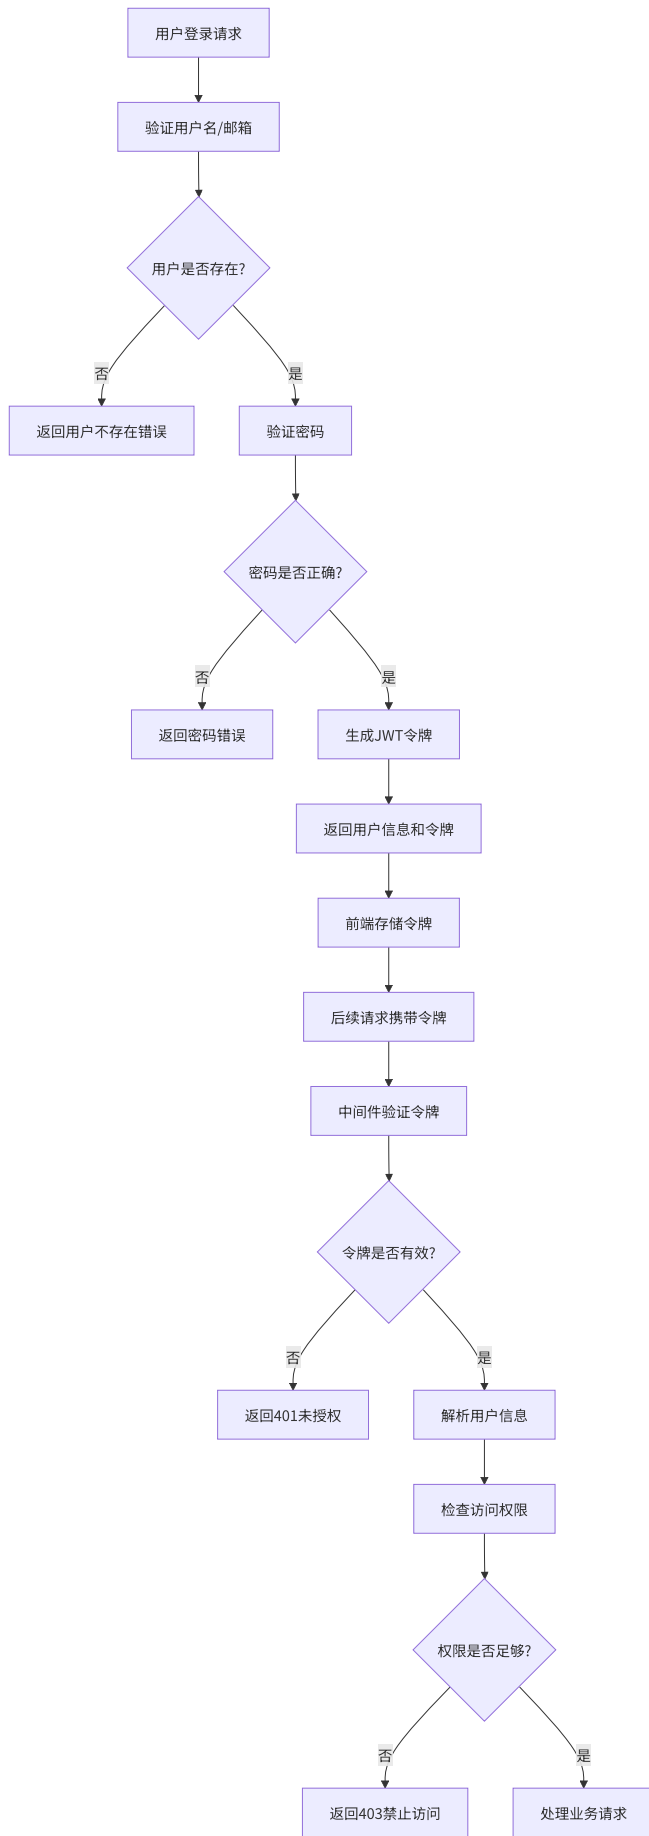 用户登录请求
验证用户名/邮箱
用户是否存在?
否
是
返回用户不存在错误
验证密码
密码是否正确?
否
是
返回密码错误
生成JWT令牌
返回用户信息和令牌
前端存储令牌
后续请求携带令牌
中间件验证令牌
令牌是否有效?
否
是
返回401未授权
解析用户信息
检查访问权限
权限是否足够?
否
是
返回403禁止访问
处理业务请求